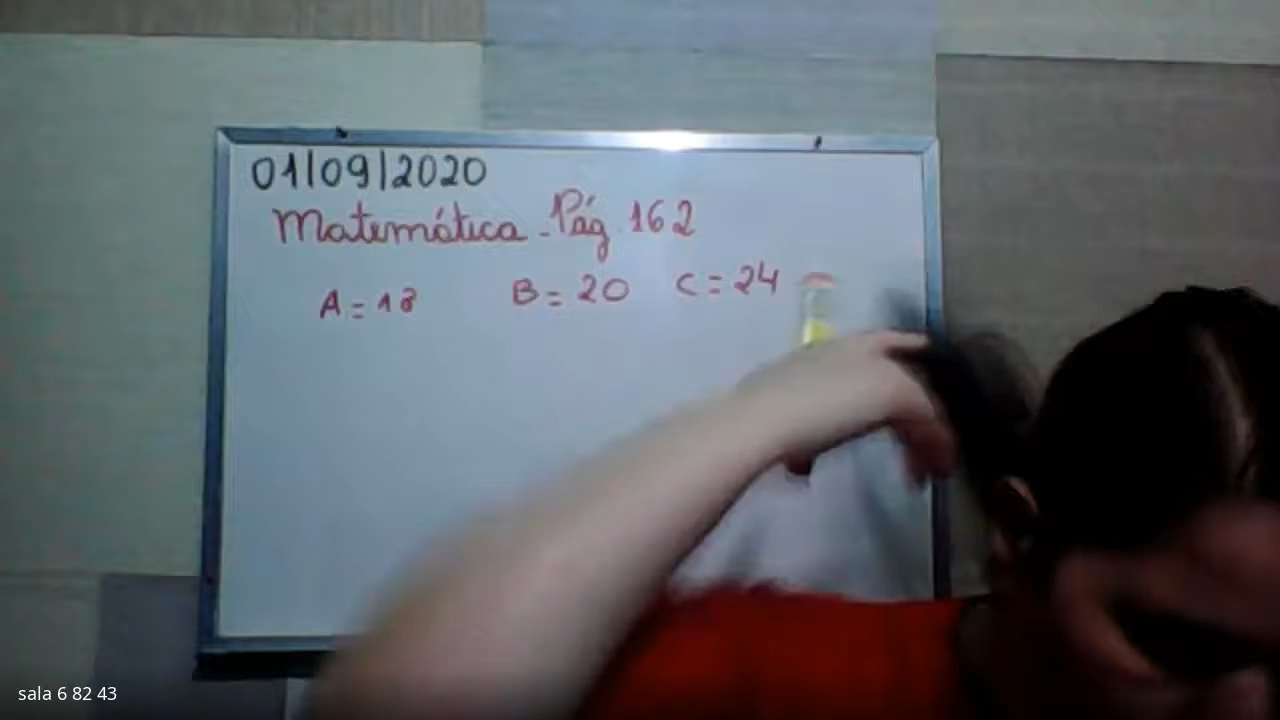 01/09/2020
Matemática - Pág 162
A = 18 B = 20 C = 24
sala 6 82 43